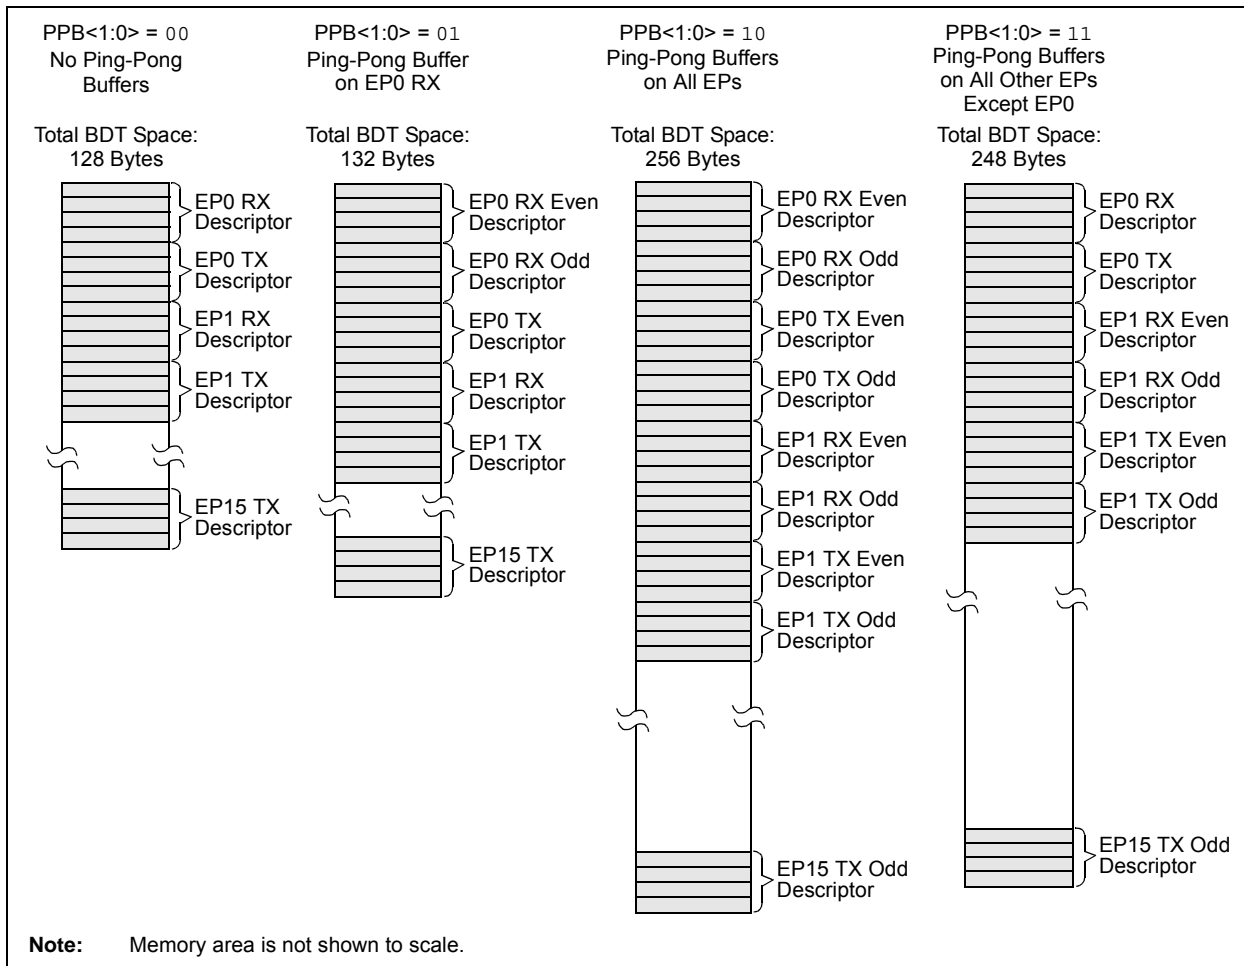 PPB<1:0> = 00
No Ping-Pong
Buffers
Total BDT Space:
128 Bytes
EP0 RX
Descriptor
EP0 TX
Descriptor
EP1 RX
Descriptor
EP1 TX
Descriptor
EP15 TX
Descriptor
PPB<1:0> = 01
Ping-Pong Buffer
on EP0 RX
Total BDT Space:
132 Bytes
EP0 RX Even
Descriptor
EP0 RX Odd
Descriptor
EP0 TX
Descriptor
EP1 RX
Descriptor
EP1 TX
Descriptor
EP15 TX
Descriptor
PPB<1:0> = 10
Ping-Pong Buffers
on All EPs
Total BDT Space:
256 Bytes
EP0 RX Even
Descriptor
EP0 RX Odd
Descriptor
EP0 TX Even
Descriptor
EP0 TX Odd
Descriptor
EP1 RX Even
Descriptor
EP1 RX Odd
Descriptor
EP1 TX Even
Descriptor
EP1 TX Odd
Descriptor
EP15 TX Odd
Descriptor
PPB<1:0> = 11
Ping-Pong Buffers
on All Other EPs
Except EP0
Total BDT Space:
248 Bytes
EP0 RX
Descriptor
EP0 TX
Descriptor
EP1 RX Even
Descriptor
EP1 RX Odd
Descriptor
EP1 TX Even
Descriptor
EP1 TX Odd
Descriptor
EP15 TX Odd
Descriptor
Note: Memory area is not shown to scale.